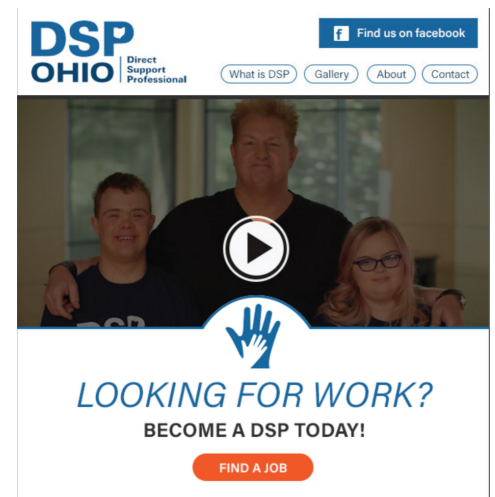 DSP
OHIO
Direct
Support
Professional
f Find us on facebook
What is DSP
Gallery
About
Contact
DSP
LOOKING FOR WORK?
BECOME A DSP TODAY!
FIND A JOB